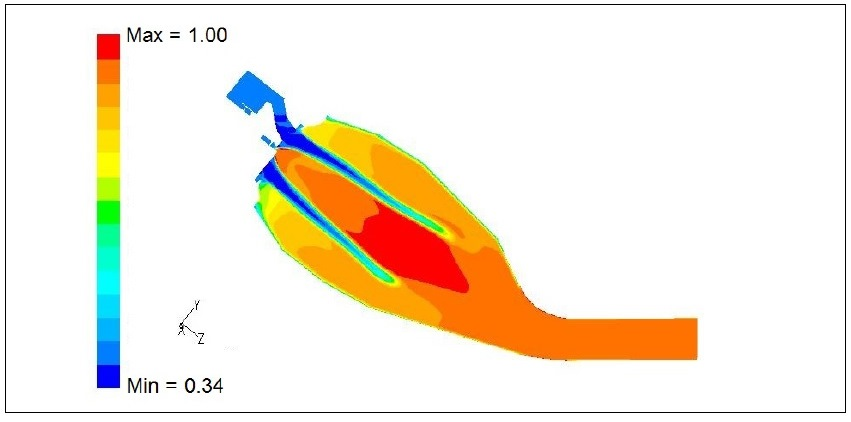 Max = 1.00
Min = 0.34
Y
X
Z